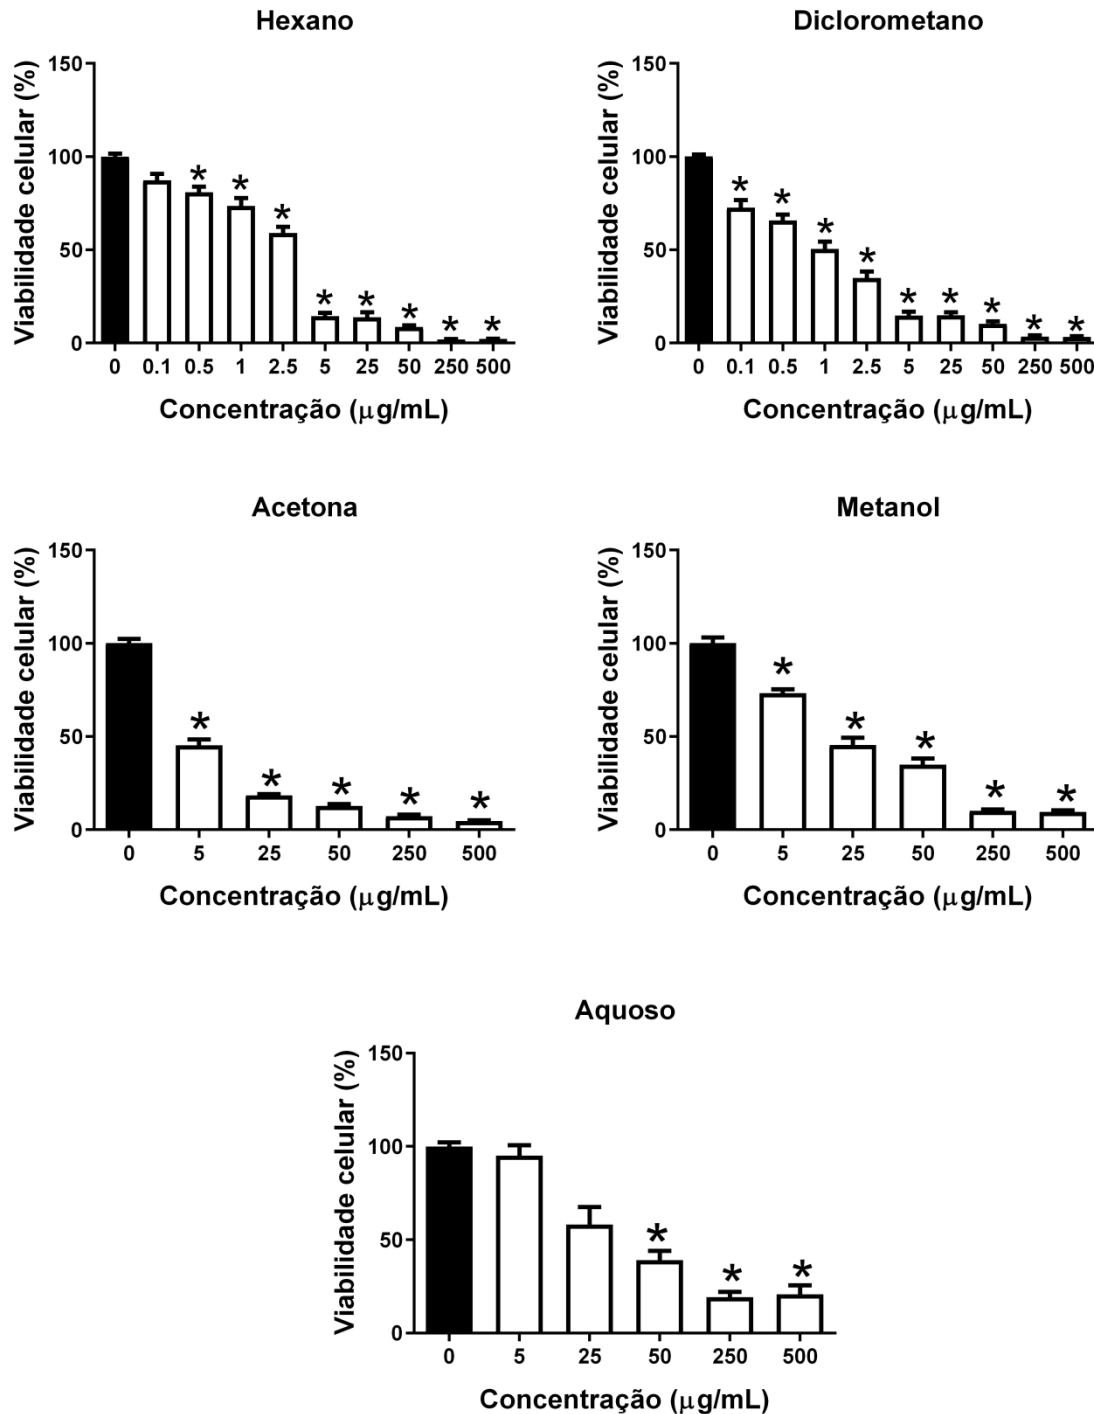 Hexano
Viabilidade celular (%)
150
100
50
0
* * * * * * * *
0 0.1 0.5 1 2.5 5 25 50 250 500
Concentração (μg/mL)
Diclorometano
Viabilidade celular (%)
150
100
50
0
* * * * * * * * *
0 0.1 0.5 1 2.5 5 25 50 250 500
Concentração (μg/mL)
Acetona
Viabilidade celular (%)
150
100
50
0
* * * * *
0 5 25 50 250 500
Concentração (μg/mL)
Metanol
Viabilidade celular (%)
150
100
50
0
* * * * *
0 5 25 50 250 500
Concentração (μg/mL)
Aquoso
Viabilidade celular (%)
150
100
50
0
* * *
0 5 25 50 250 500
Concentração (μg/mL)